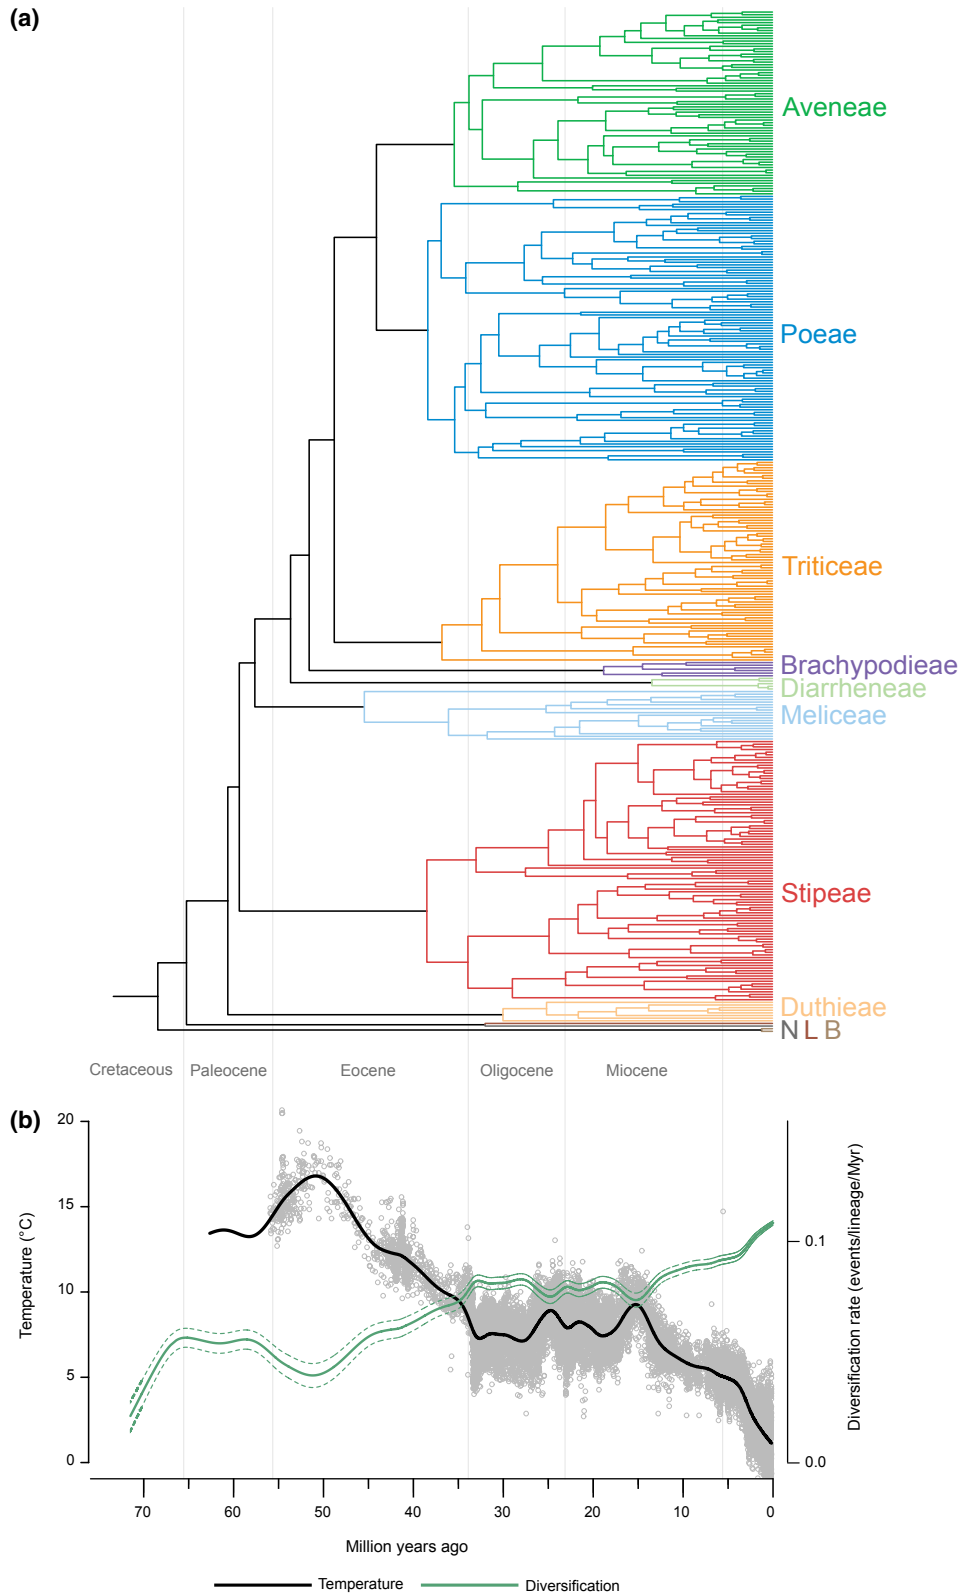 (a)
Aveneae
Poeae
Triticeae
Brachypodieae
Diarrheneae
Meliceae
Stipeae
Duthieae
N L B
Cretaceous Paleocene Eocene Oligocene Miocene
(b)
20
15
10
5
0
Temperature (°C)
0.1
0.0
Diversification rate (events/lineage/Myr)
70 60 50 40 30 20 10 0
Million years ago
Temperature Diversification